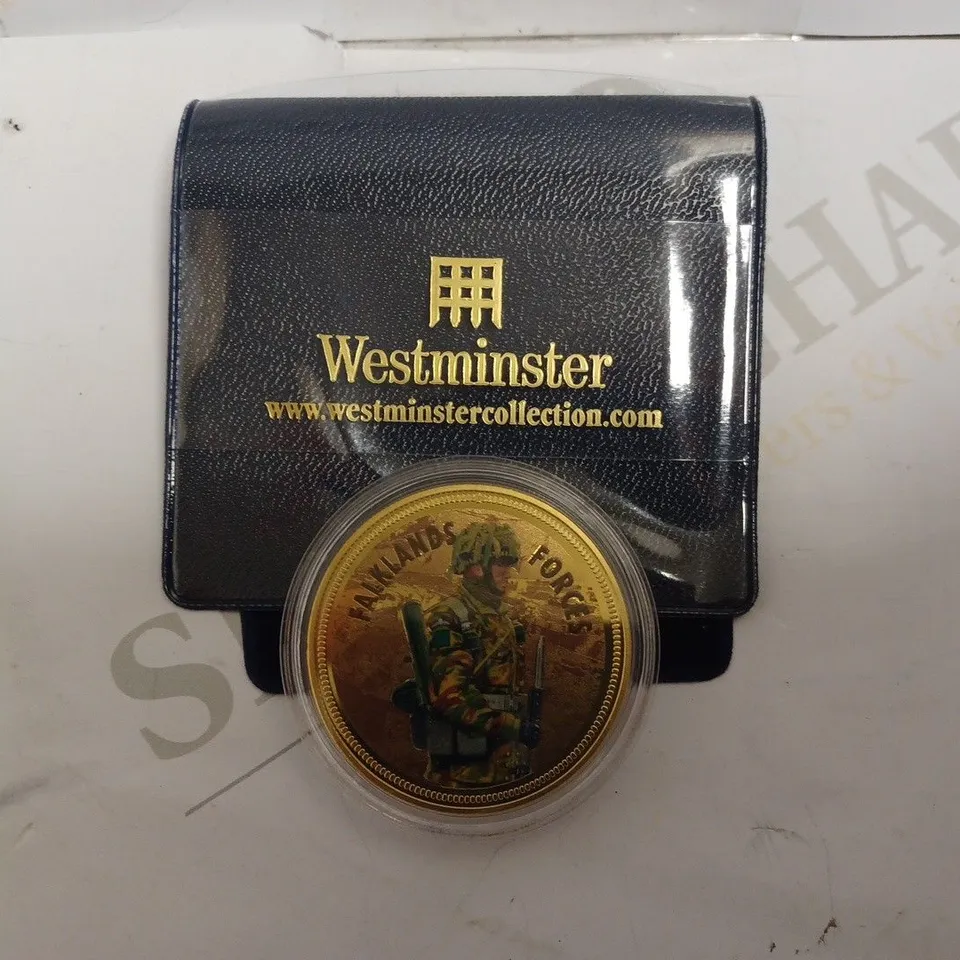 Westminster
www.westminstercollection.com
FALKLANDS FORCES